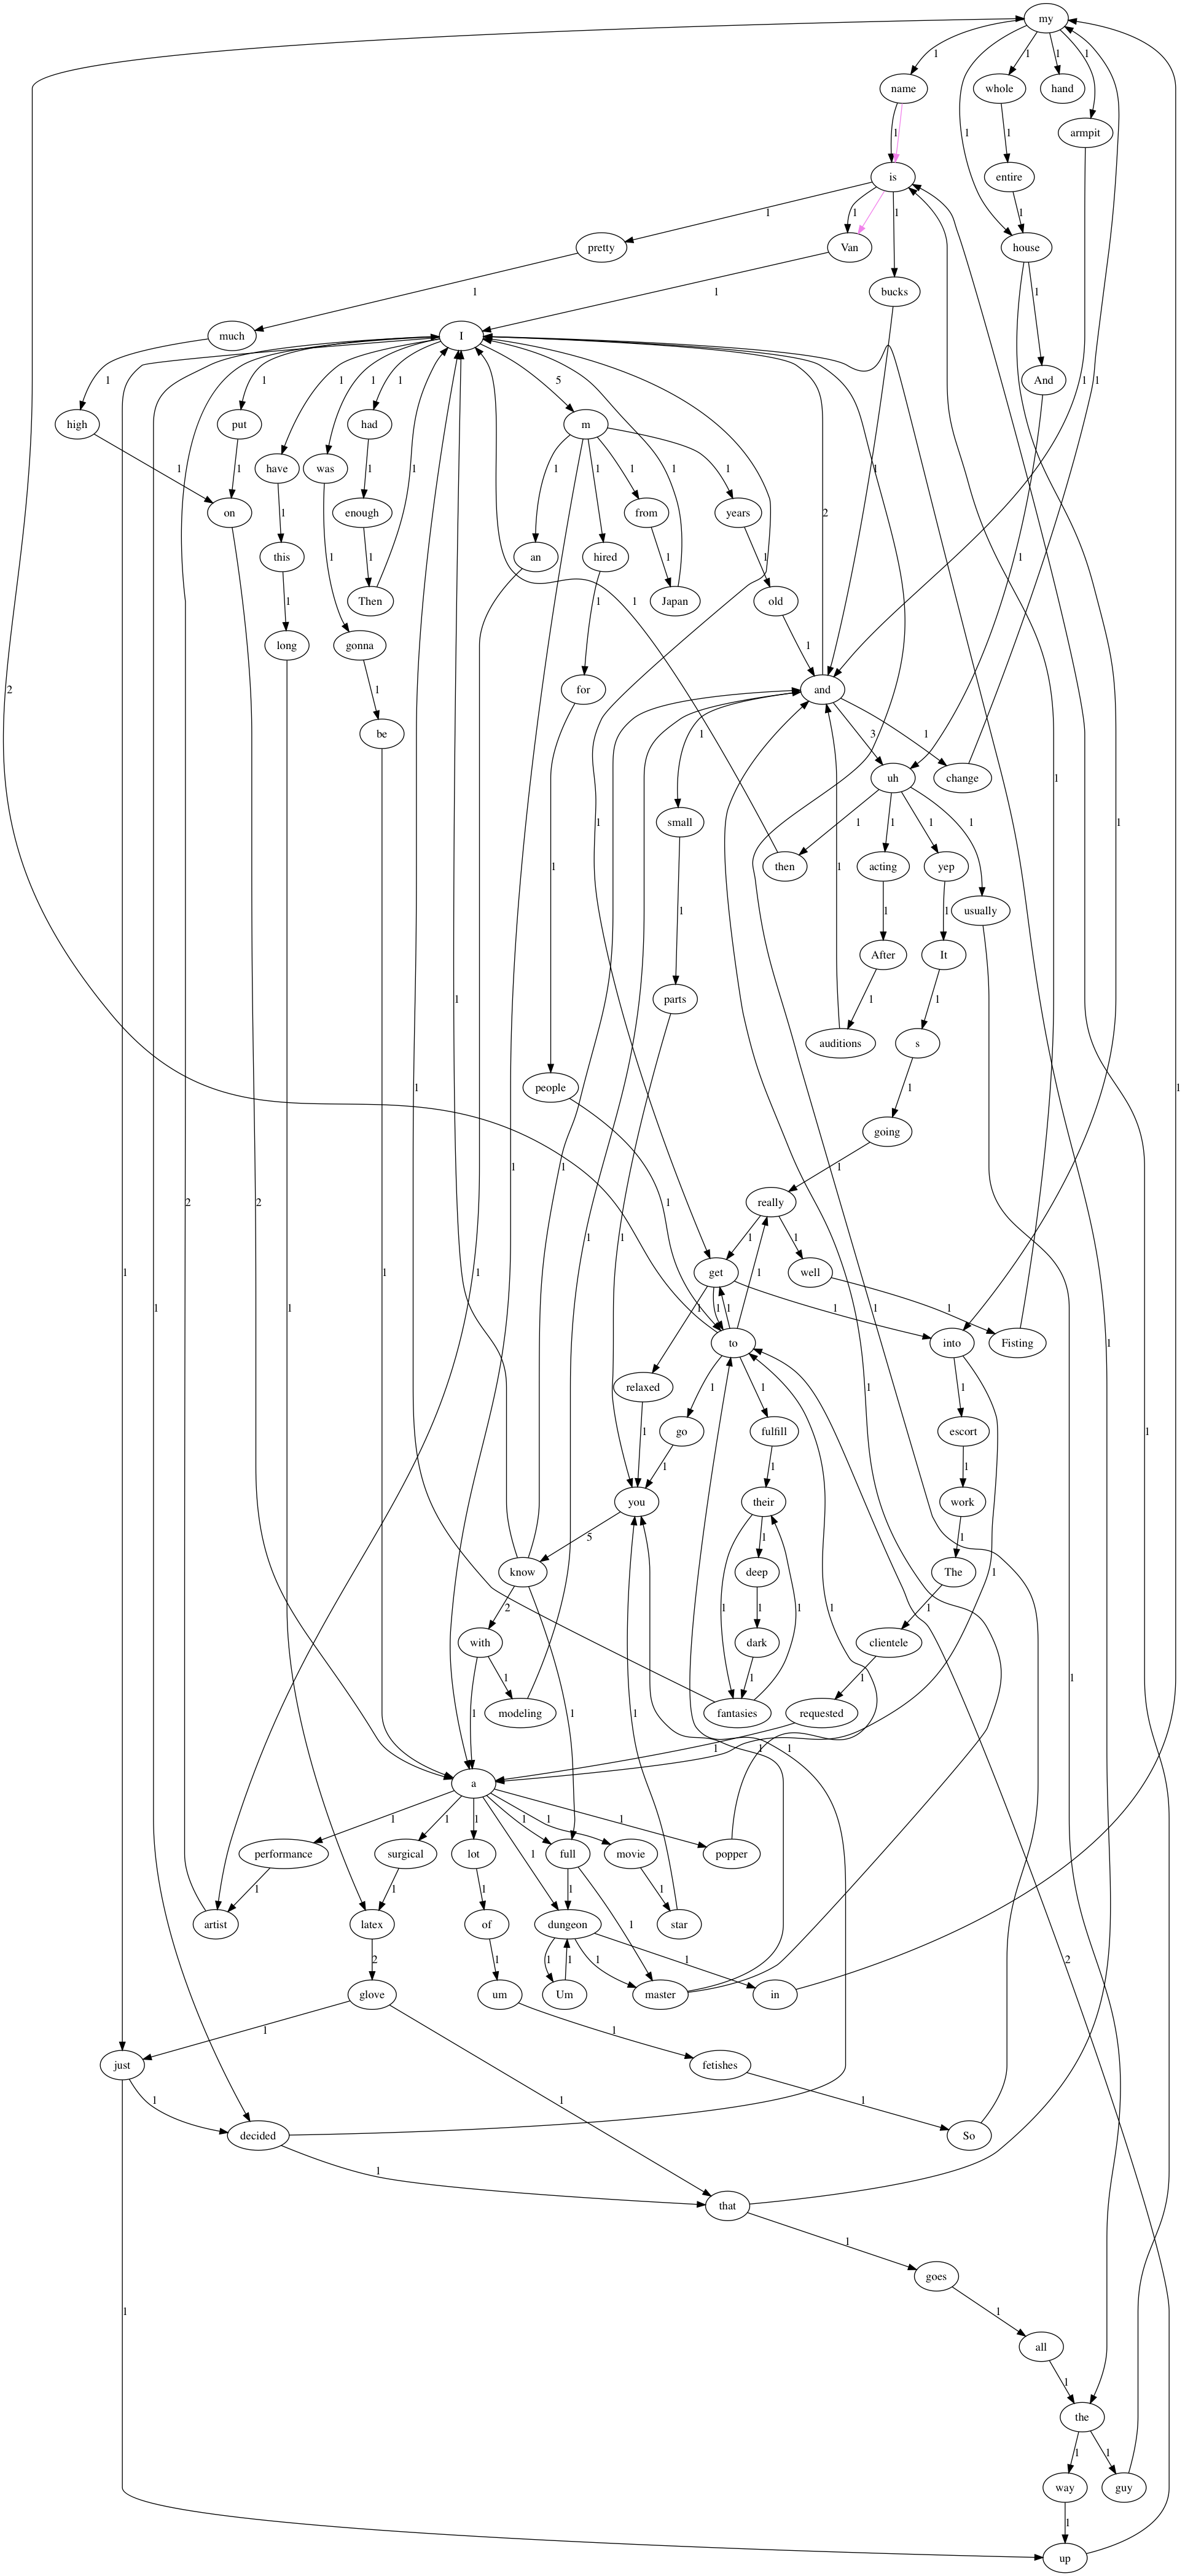 my
name
whole
hand
armpit
is
entire
pretty
Van
house
bucks
much
I
And
high
put
had
m
have
was
on
enough
from
years
this
an
hired
Then
Japan
old
long
gonna
for
and
be
uh
change
small
then
acting
yep
usually
After
It
parts
auditions
s
people
going
really
get
well
to
into
Fisting
relaxed
go
fulfill
escort
you
their
work
know
deep
The
with
dark
clientele
modeling
fantasies
requested
a
performance
surgical
lot
full
movie
popper
artist
latex
of
dungeon
star
glove
um
Um
master
in
just
fetishes
decided
So
that
goes
all
the
way
guy
up